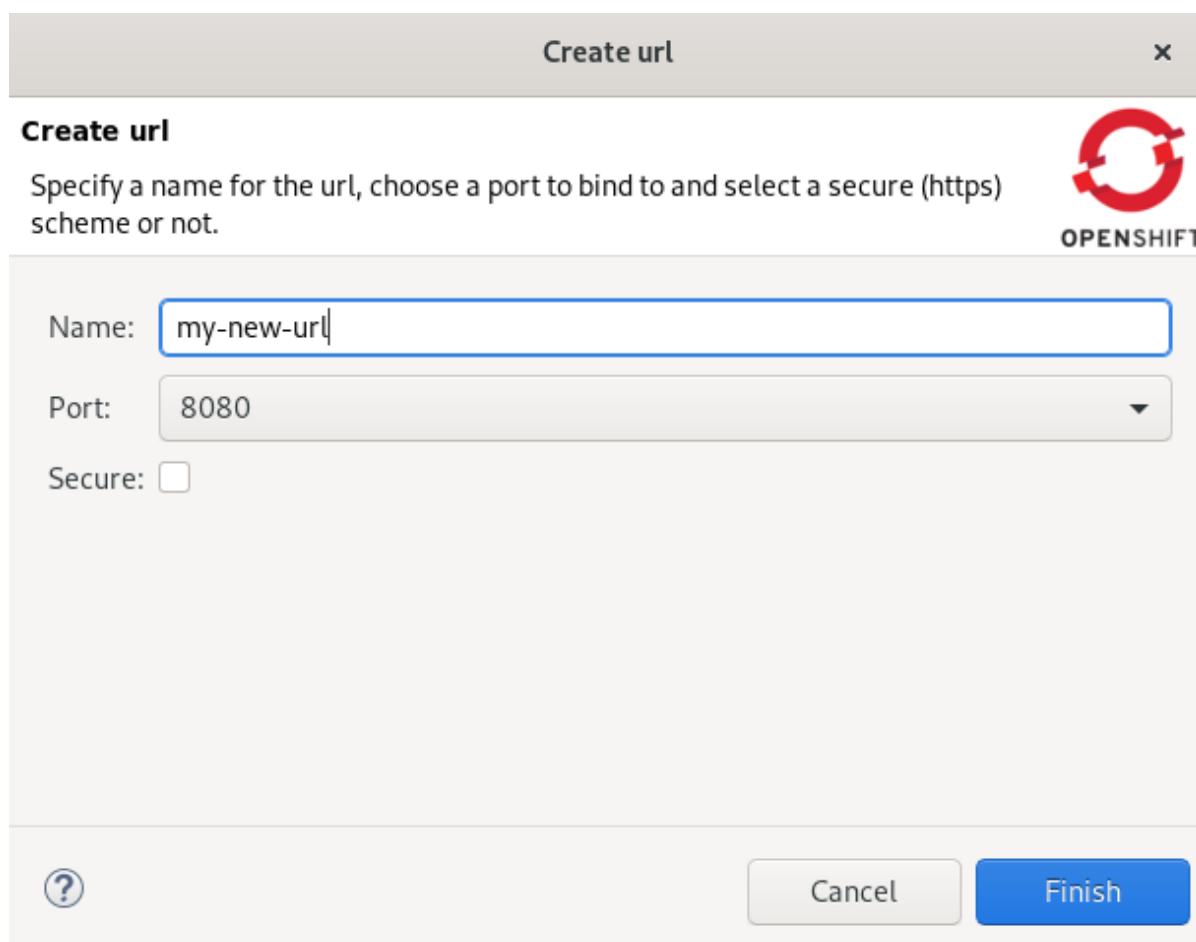 Create url
×
Create url
Specify a name for the url, choose a port to bind to and select a secure (https)
scheme or not.
OPENSHIFT
Name: my-new-url
Port: 8080
Secure:
?
Cancel Finish